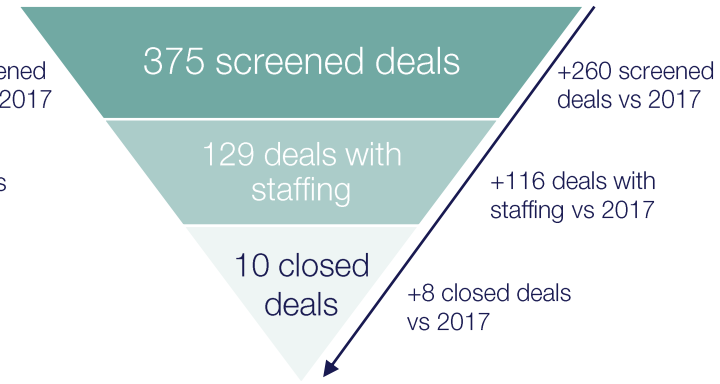 375 screened deals
+260 screened
deals vs 2017
2017
129 deals with
staffing
+116 deals with
staffing vs 2017
10 closed
deals
+8 closed deals
vs 2017